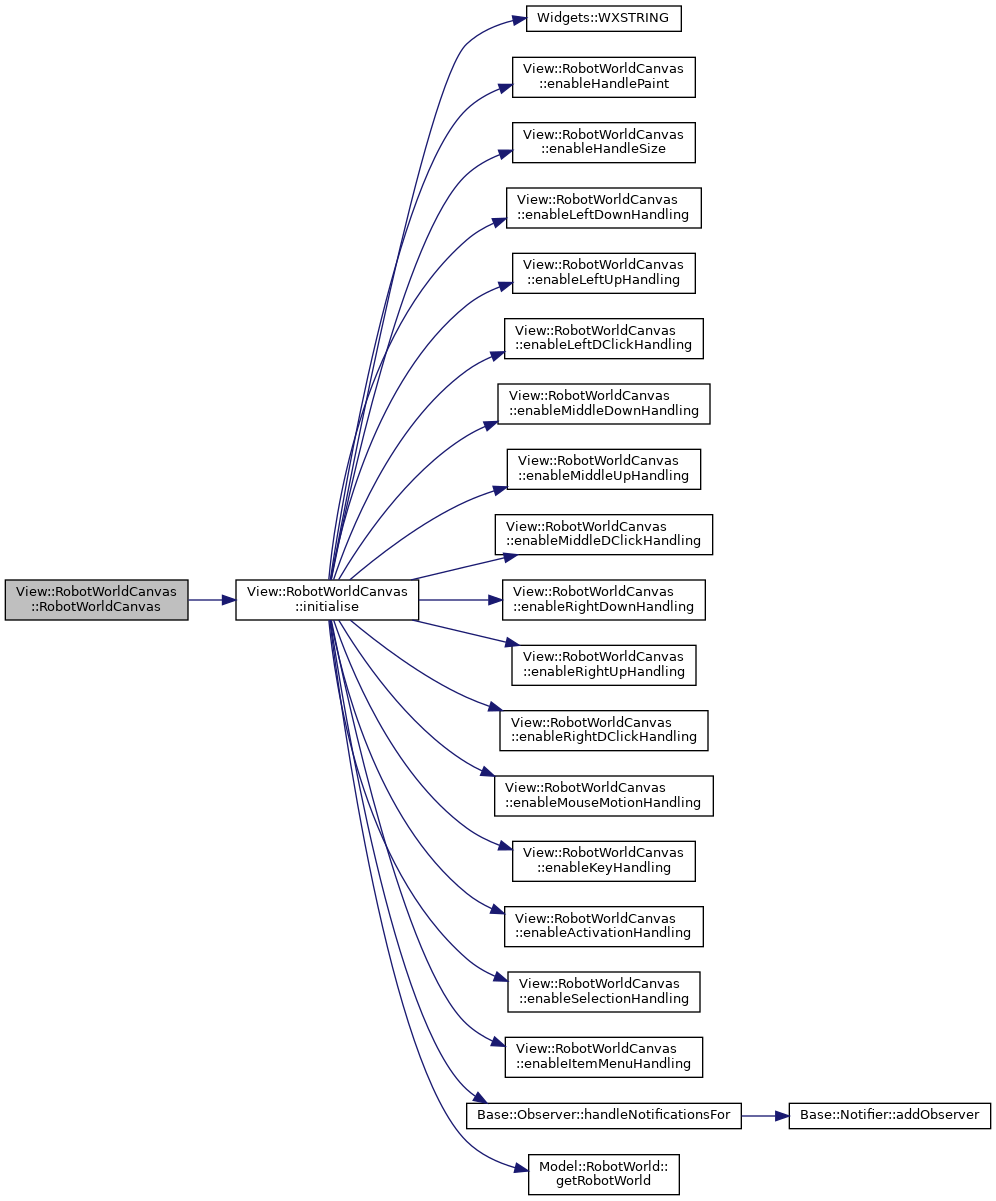 Widgets::WXSTRING
View::RobotWorldCanvas
::enableHandlePaint
View::RobotWorldCanvas
::enableHandleSize
View::RobotWorldCanvas
::enableLeftDownHandling
View::RobotWorldCanvas
::enableLeftUpHandling
View::RobotWorldCanvas
::enableLeftDClickHandling
View::RobotWorldCanvas
::enableMiddleDownHandling
View::RobotWorldCanvas
::enableMiddleUpHandling
View::RobotWorldCanvas
::enableMiddleDClickHandling
View::RobotWorldCanvas
::RobotWorldCanvas
View::RobotWorldCanvas
::initialise
View::RobotWorldCanvas
::enableRightDownHandling
View::RobotWorldCanvas
::enableRightUpHandling
View::RobotWorldCanvas
::enableRightDClickHandling
View::RobotWorldCanvas
::enableMouseMotionHandling
View::RobotWorldCanvas
::enableKeyHandling
View::RobotWorldCanvas
::enableActivationHandling
View::RobotWorldCanvas
::enableSelectionHandling
View::RobotWorldCanvas
::enableItemMenuHandling
Base::Observer::handleNotificationsFor
Base::Notifier::addObserver
Model::RobotWorld::
getRobotWorld